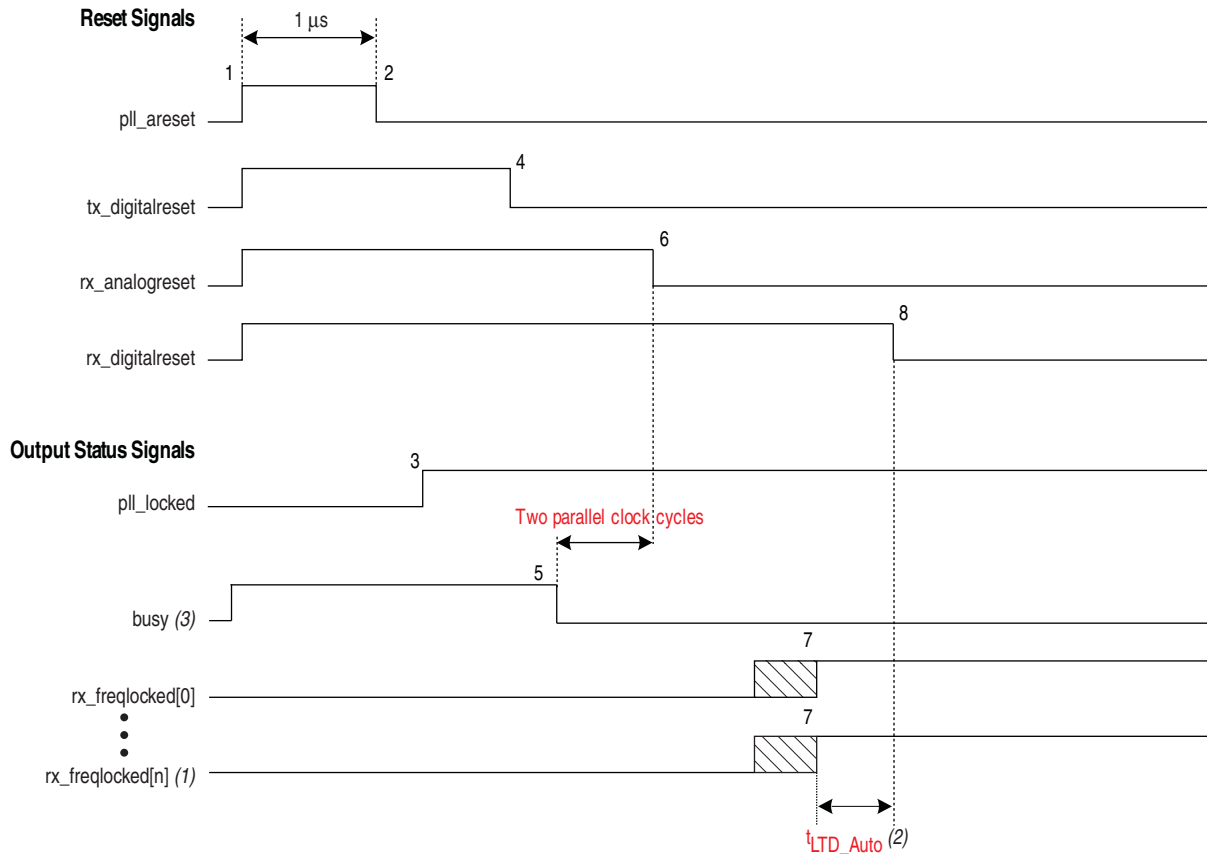 Reset Signals
1 μs
1
2
pll_areset
4
tx_digitalreset
6
rx_analogreset
8
rx_digitalreset
Output Status Signals
3
pll_locked
Two parallel clock cycles
5
busy (3)
7
rx_freqlocked[0]
7
rx_freqlocked[n] (1)
tLTD_Auto (2)